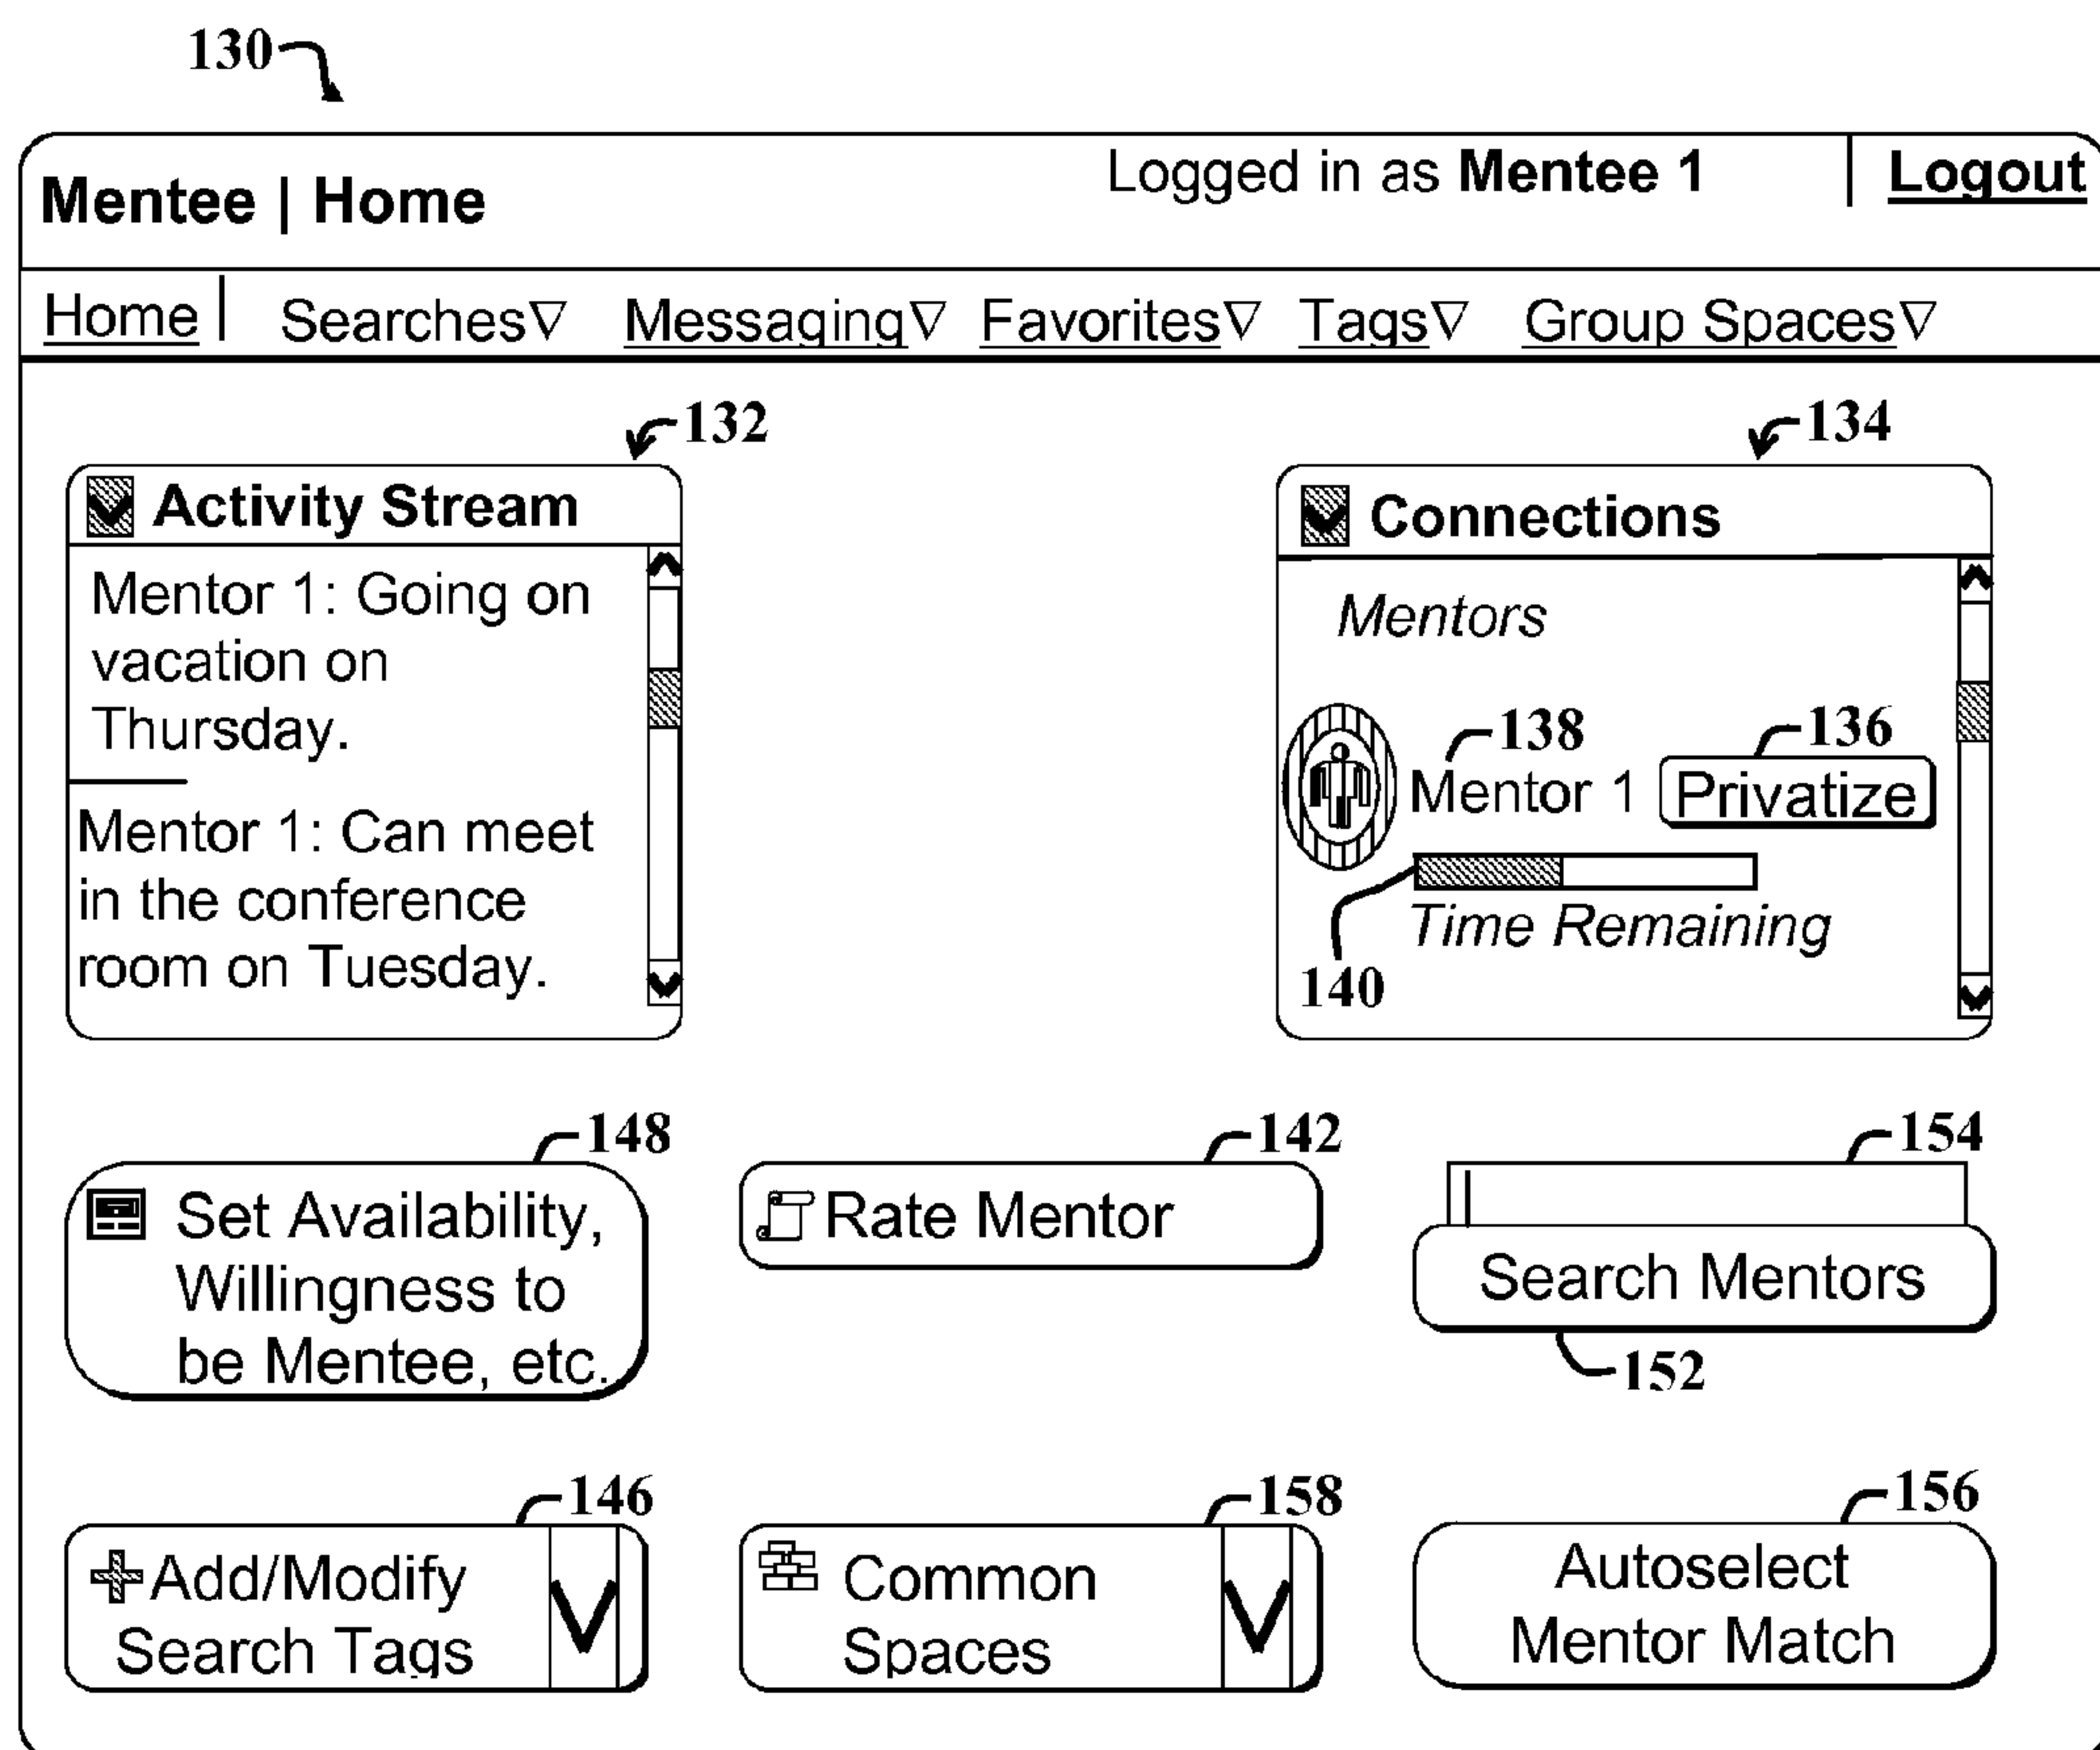 130
Mentee | Home
Logged in as Mentee 1 | Logout
Home | Searches▽ Messaging▽ Favorites▽ Tags▽ Group Spaces▽
132
Activity Stream
Mentor 1: Going on
vacation on
Thursday.
Mentor 1: Can meet
in the conference
room on Tuesday.
134
Connections
Mentors
138
136
Mentor 1 Privatize
Time Remaining
140
148
Set Availability,
Willingness to
be Mentee, etc.
142
Rate Mentor
154
Search Mentors
152
146
Add/Modify
Search Tags
158
Common
Spaces
156
Autoselect
Mentor Match